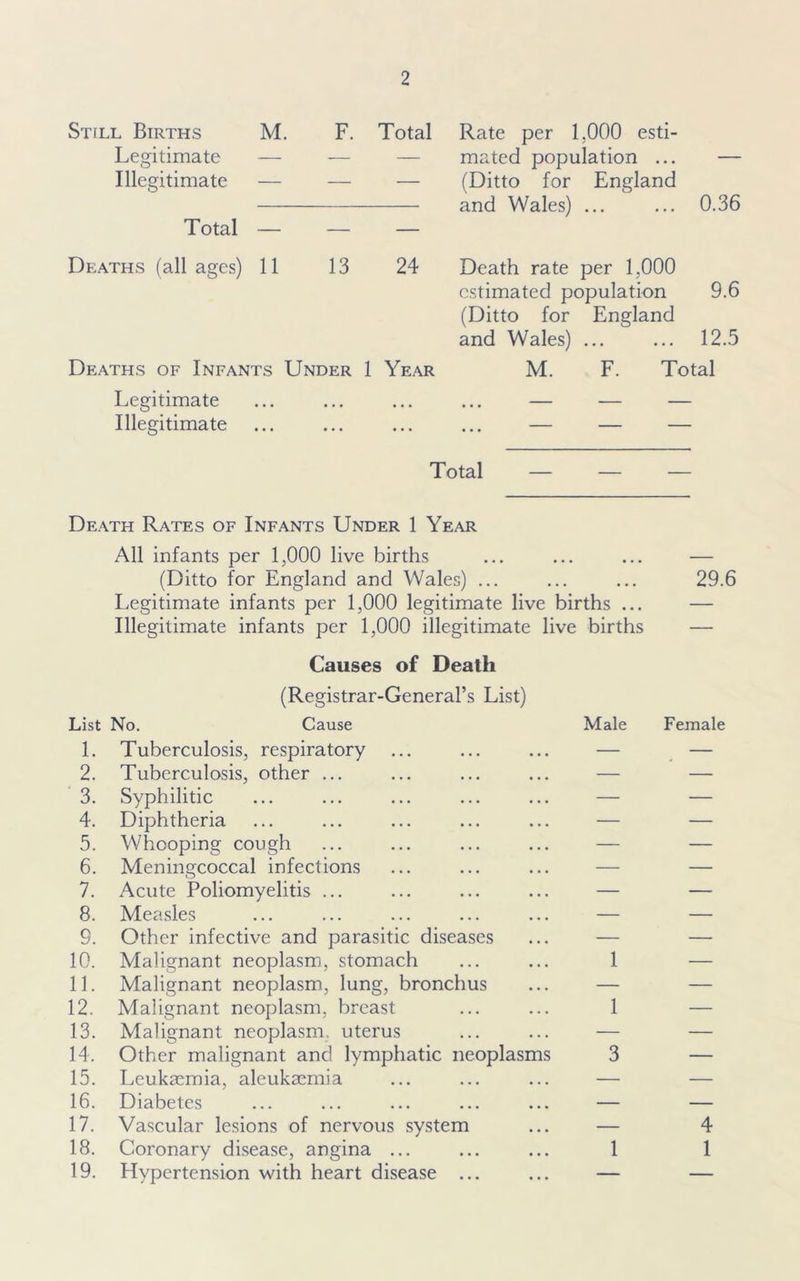 2
STILL BIRTHS M. F. Total Rate per 1,000 esti-
Legitimate — — — mated population ... —
Illegitimate — — — (Ditto for England
and Wales) ... ... 0.36
Total — — —
DEATHS (all ages) 11 13 24 Death rate per 1,000
estimated population 9.6
(Ditto for England
and Wales) ... ... 12.5
DEATHS OF INFANTS UNDER 1 YEAR M. F. Total
Legitimate ... ... ... ... — — —
Illegitimate ... ... ... ... — — —
Total — — —
DEATH RATES OF INFANTS UNDER 1 YEAR
All infants per 1,000 live births ... ... ... —
(Ditto for England and Wales) ... ... ... 29.6
Legitimate infants per 1,000 legitimate live births ... —
Illegitimate infants per 1,000 illegitimate live births —
Causes of Death
(Registrar-General's List)
List No. Cause Male Female
1. Tuberculosis, respiratory ... ... ... — —
2. Tuberculosis, other ... ... ... ... — —
3. Syphilitic ... ... ... ... ... — —
4. Diphtheria ... ... ... ... ... — —
5. Whooping cough ... ... ... ... — —
6. Meningcoccal infections ... ... ... — —
7. Acute Poliomyelitis ... ... ... ... — —
8. Measles ... ... ... ... ... — —
9. Other infective and parasitic diseases ... — —
10. Malignant neoplasm, stomach ... ... 1 —
11. Malignant neoplasm, lung, bronchus ... — —
12. Malignant neoplasm, breast ... ... 1 —
13. Malignant neoplasm, uterus ... ... — —
14. Other malignant and lymphatic neoplasms 3 —
15. Leukæmia, aleukæmia ... ... ... — —
16. Diabetes ... ... ... ... ... — —
17. Vascular lesions of nervous system ... — 4
18. Coronary disease, angina ... ... ... 1 1
19. Hypertension with heart disease ... ... — —